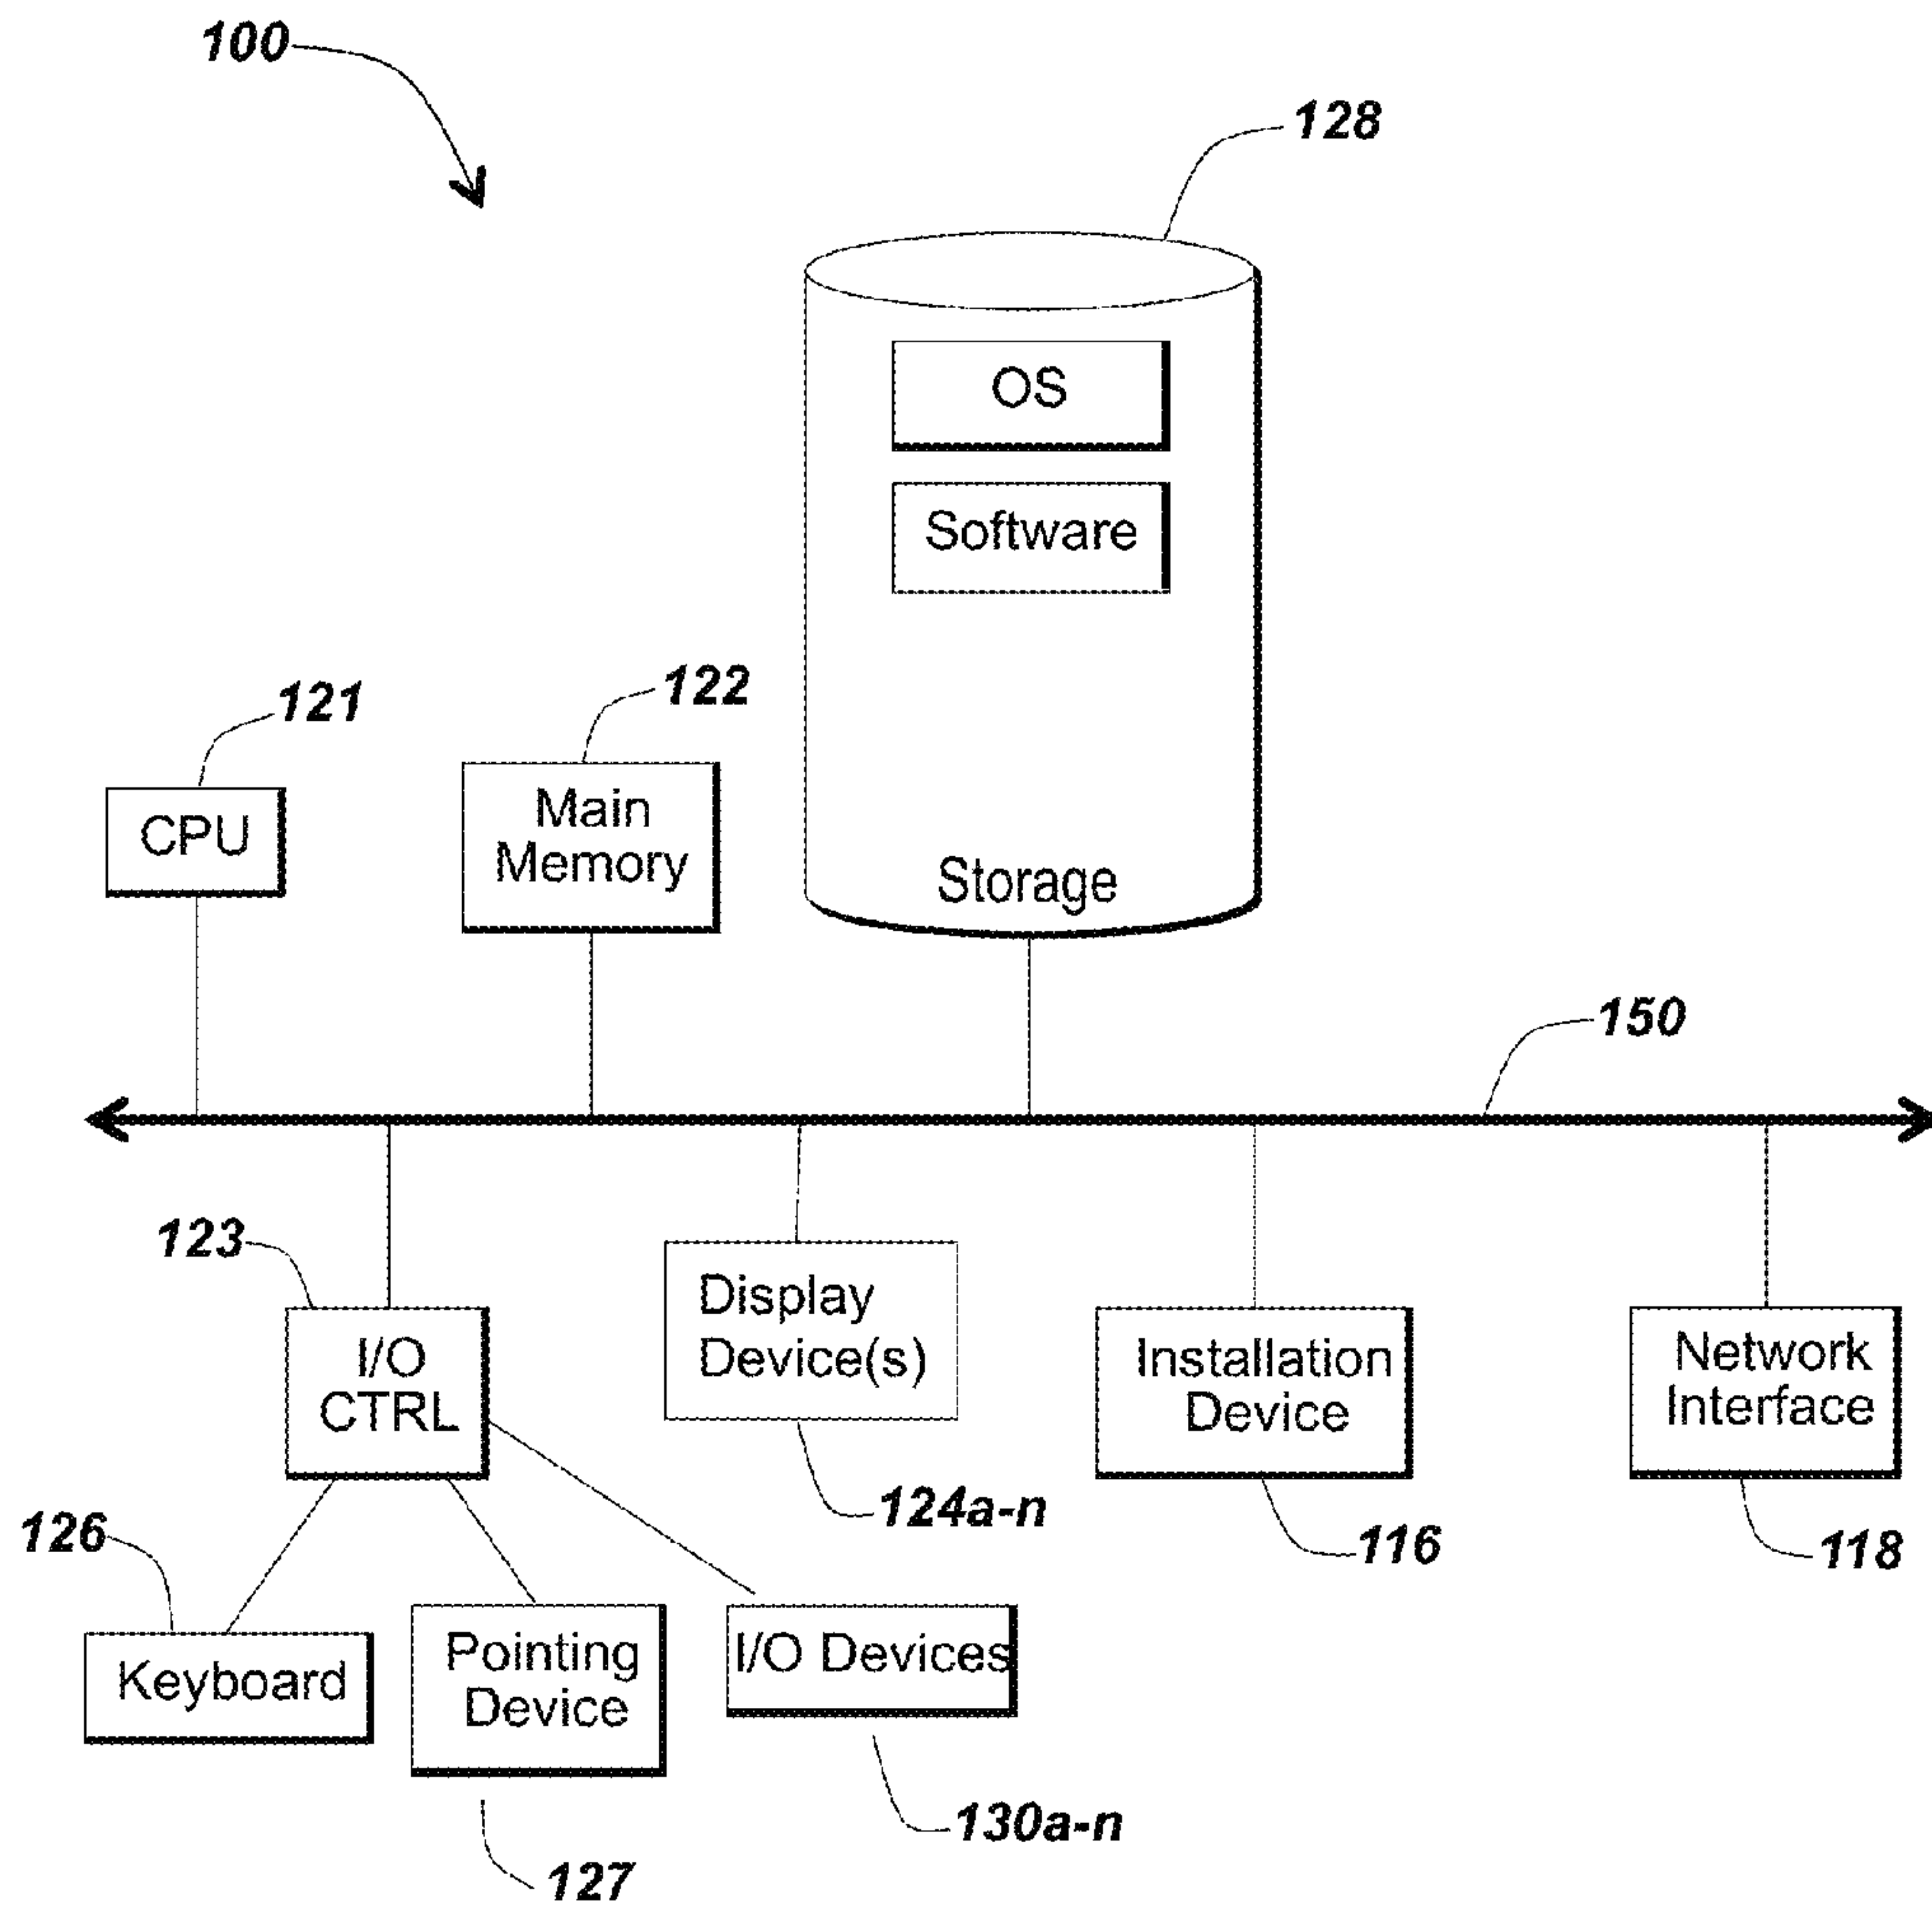 100
128
OS
Software
121
122
CPU
Main
Memory
Storage
150
123
I/O
CTRL
Display
Device(s)
Installation
Device
Network
Interface
124a-n
126
116
118
Keyboard
Pointing
Device
I/O Devices
130a-n
127